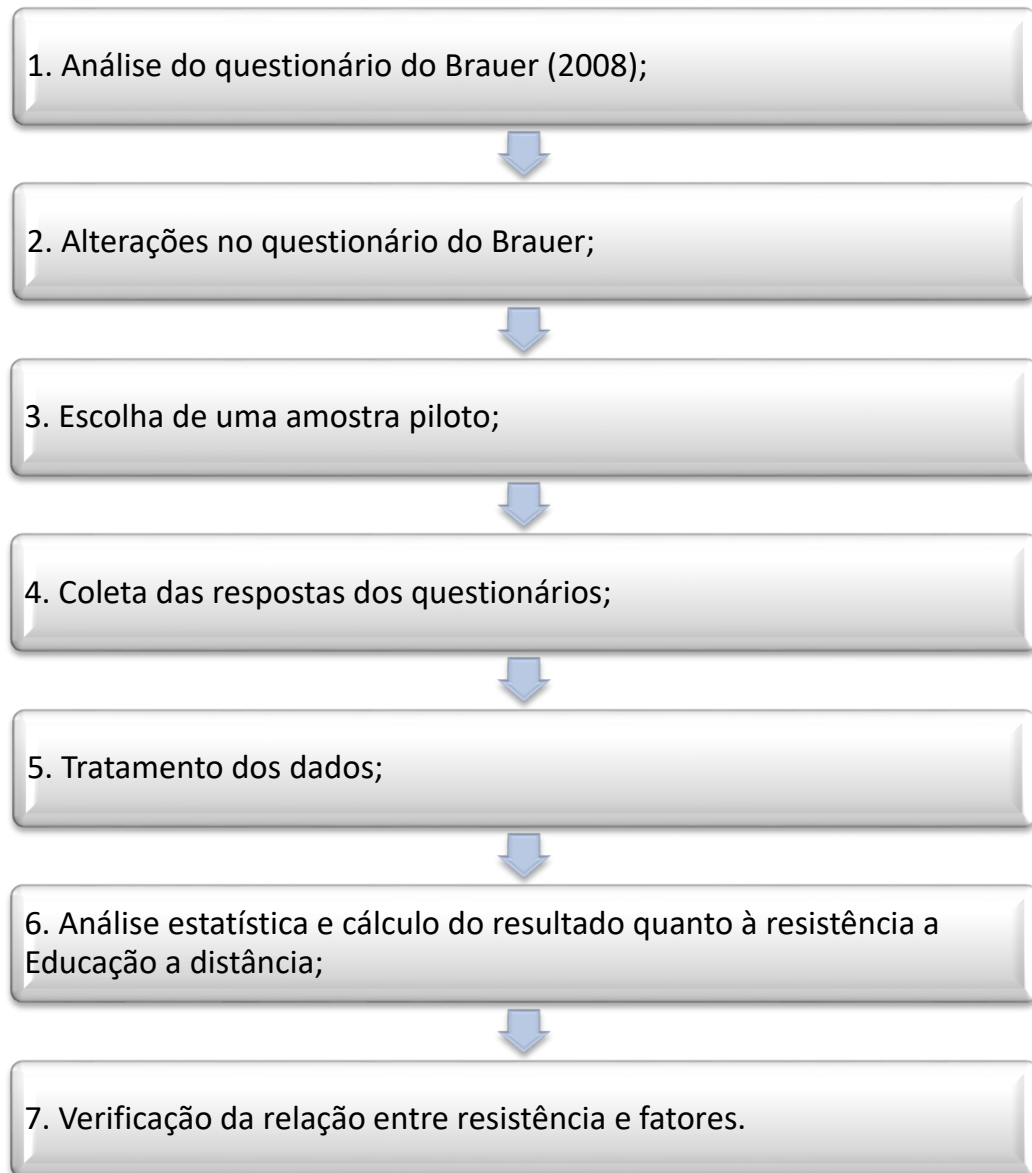 1. Análise do questionário do Brauer (2008);
2. Alterações no questionário do Brauer;
3. Escolha de uma amostra piloto;
4. Coleta das respostas dos questionários;
5. Tratamento dos dados;
6. Análise estatística e cálculo do resultado quanto à resistência a
Educação a distância;
7. Verificação da relação entre resistência e fatores.